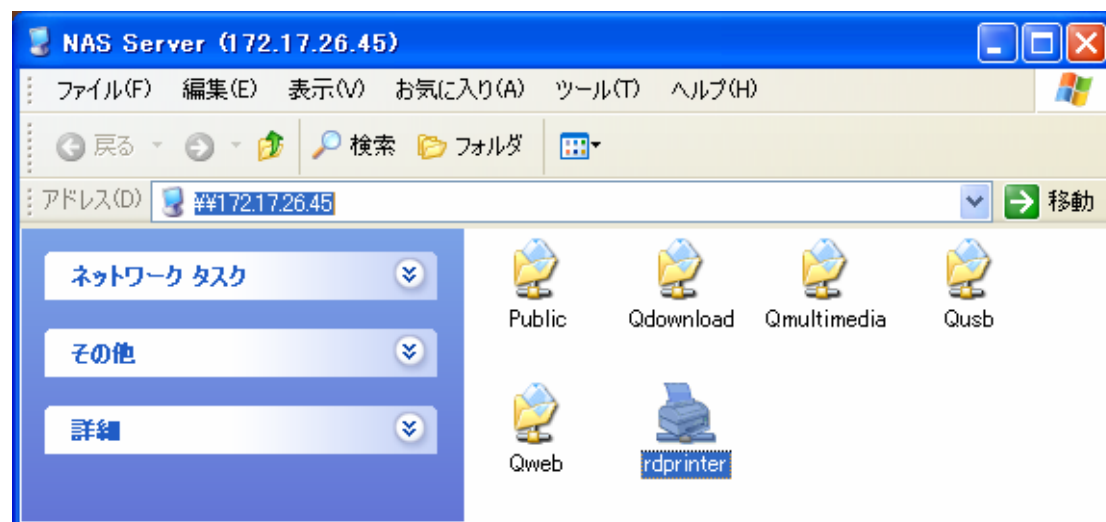 NAS Server (172.17.26.45)
ファイル(F) 編集(E) 表示(V) お気に入り(A) ツール(T) ヘルプ(H)
戻る 検索 フォルダ
アドレス(D) ¥¥172.17.26.45 移動
ネットワーク タスク
その他
詳細
Public Qdownload Qmultimedia Qusb
Qweb rdprinter